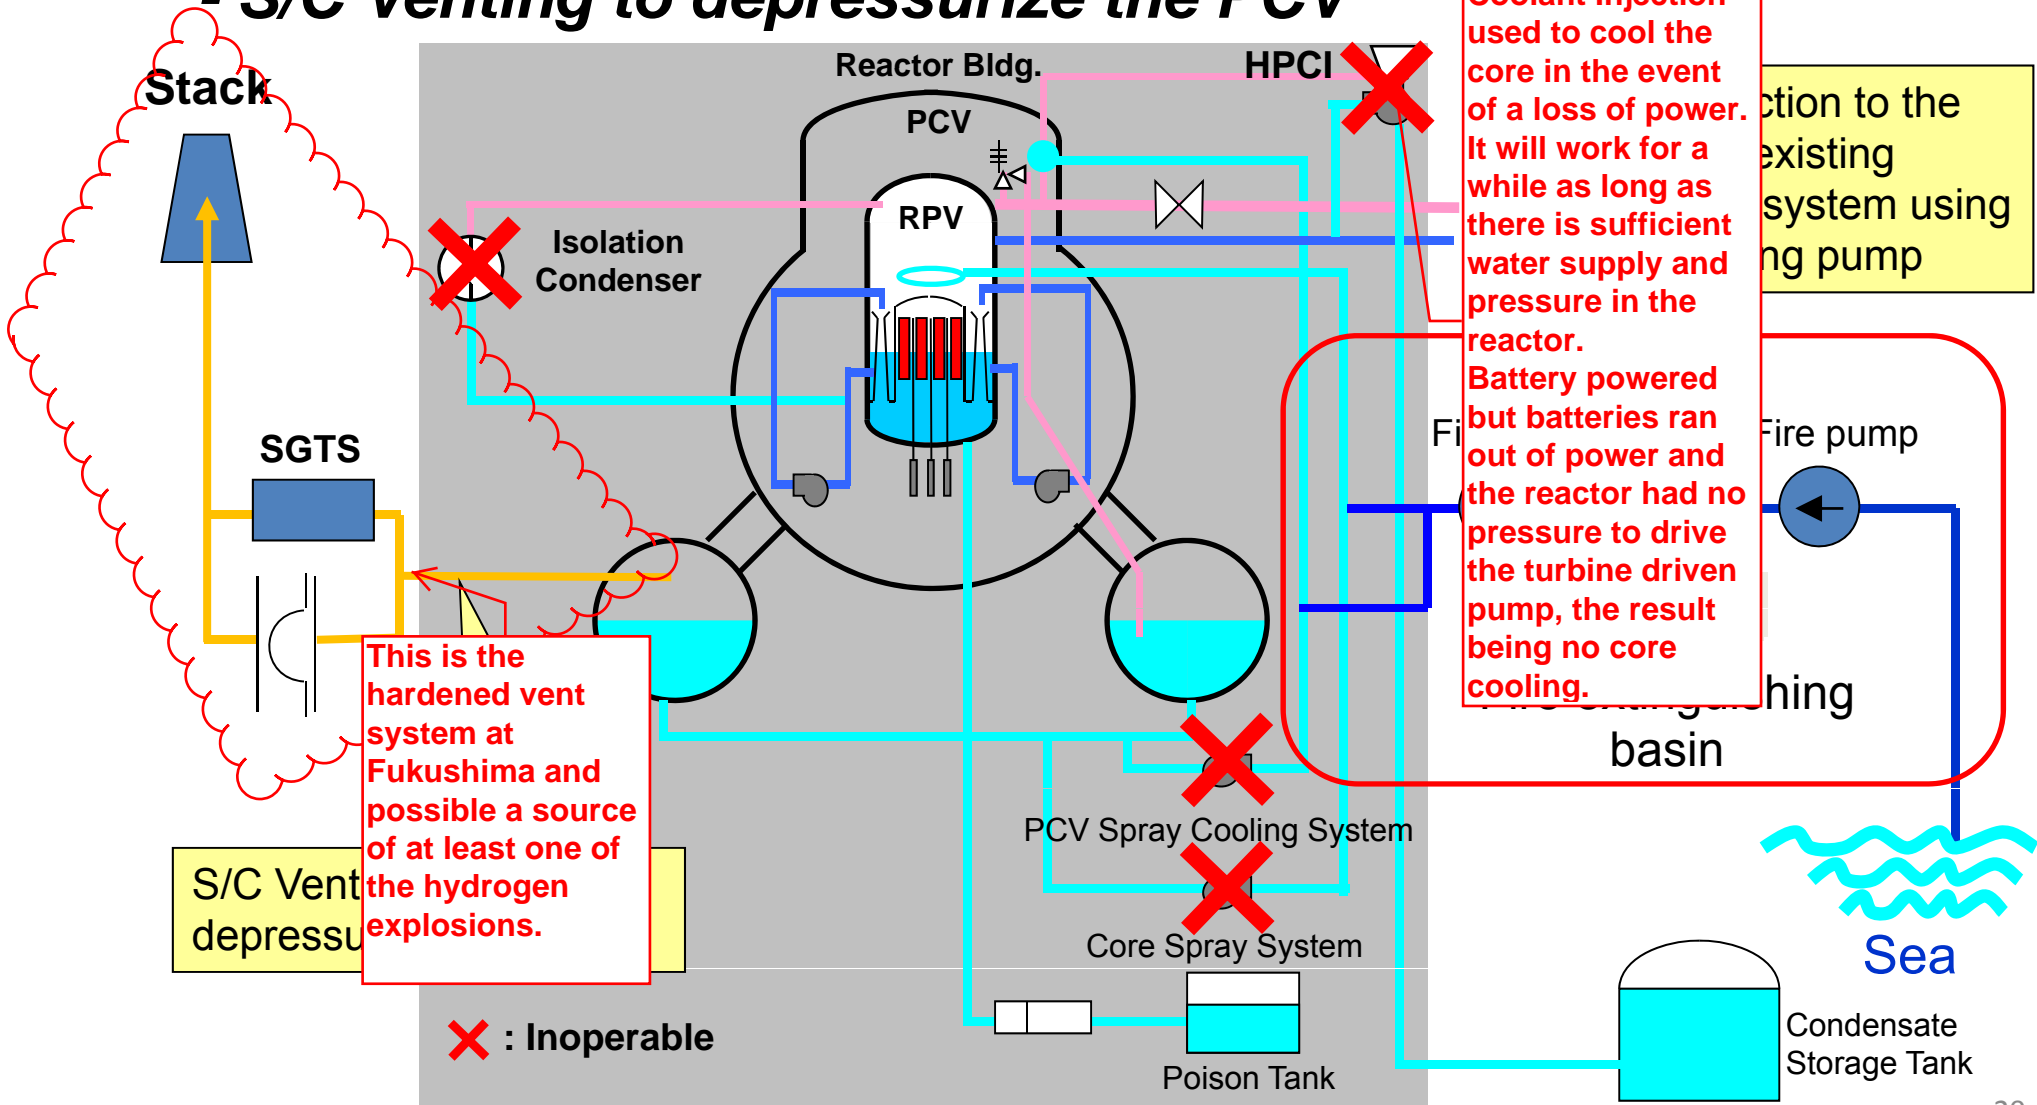 - S/C Venting to depressurize the PCV
Stack
Reactor Bldg.
HPCI
PCV
RPV
Isolation
Condenser
SGTS
Coolant Injection
used to cool the
core in the event
of a loss of power.
It will work for a
while as long as
there is sufficient
water supply and
pressure in the
reactor.
Battery powered
but batteries ran
out of power and
the reactor had no
pressure to drive
the turbine driven
pump, the result
being no core
cooling.
ction to the
existing
system using
ng pump
Fi
Fire pump
Fire extinguishing
basin
This is the
hardened vent
system at
Fukushima and
possible a source
of at least one of
the hydrogen
explosions.
S/C Vent
depressu
PCV Spray Cooling System
Core Spray System
Sea
Condensate
Storage Tank
Poison Tank
: Inoperable